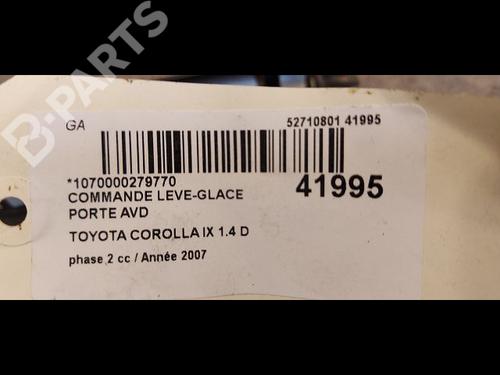 B-PARTS
GA
52710801 41995
*1070000279770
41995
COMMANDE LEVE-GLACE
PORTE AVD
TOYOTA COROLLA IX 1.4 D
phase 2 cc / Année 2007